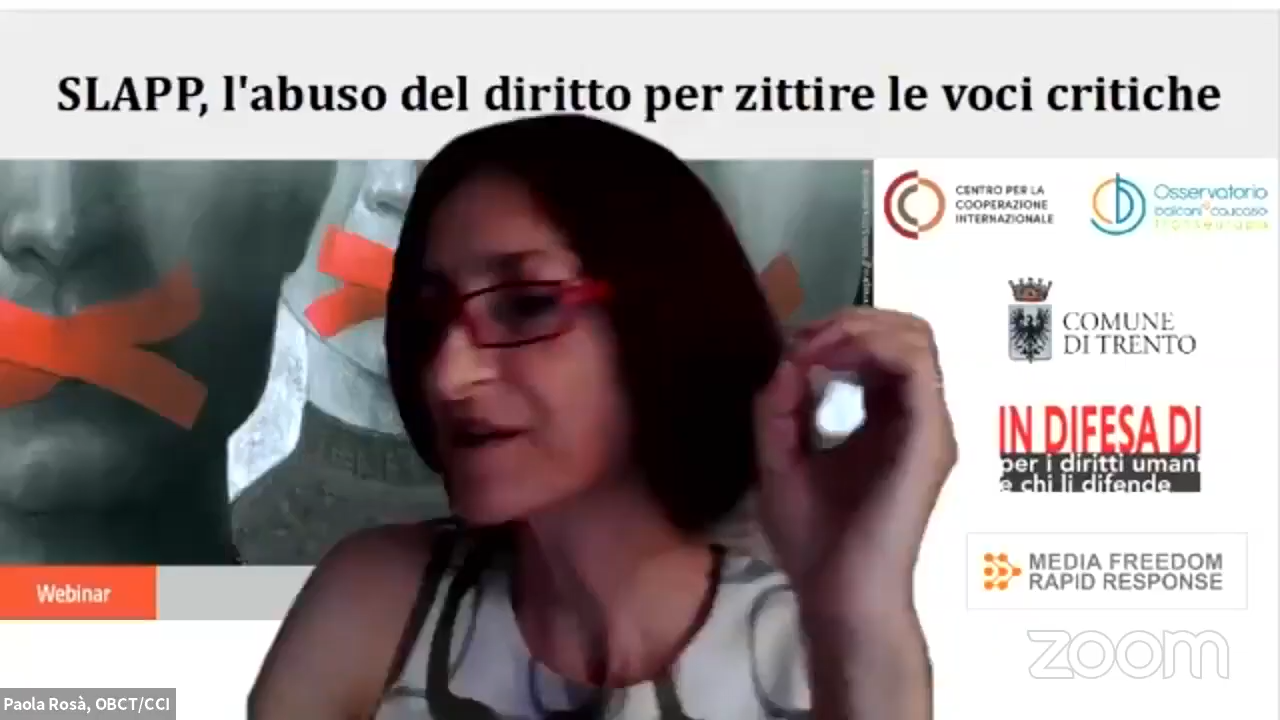 SLAPP, l'abuso del diritto per zittire le voci critiche
CENTRO PER LA
COOPERAZIONE
INTERNAZIONALE
Osservatorio
balcani e caucaso
transeuropa
COMUNE
DI TRENTO
IN DIFESA DI
per i diritti umani
e chi li difende
MEDIA FREEDOM
RAPID RESPONSE
Webinar
zoom
Paola Rosà, OBCT/CCI